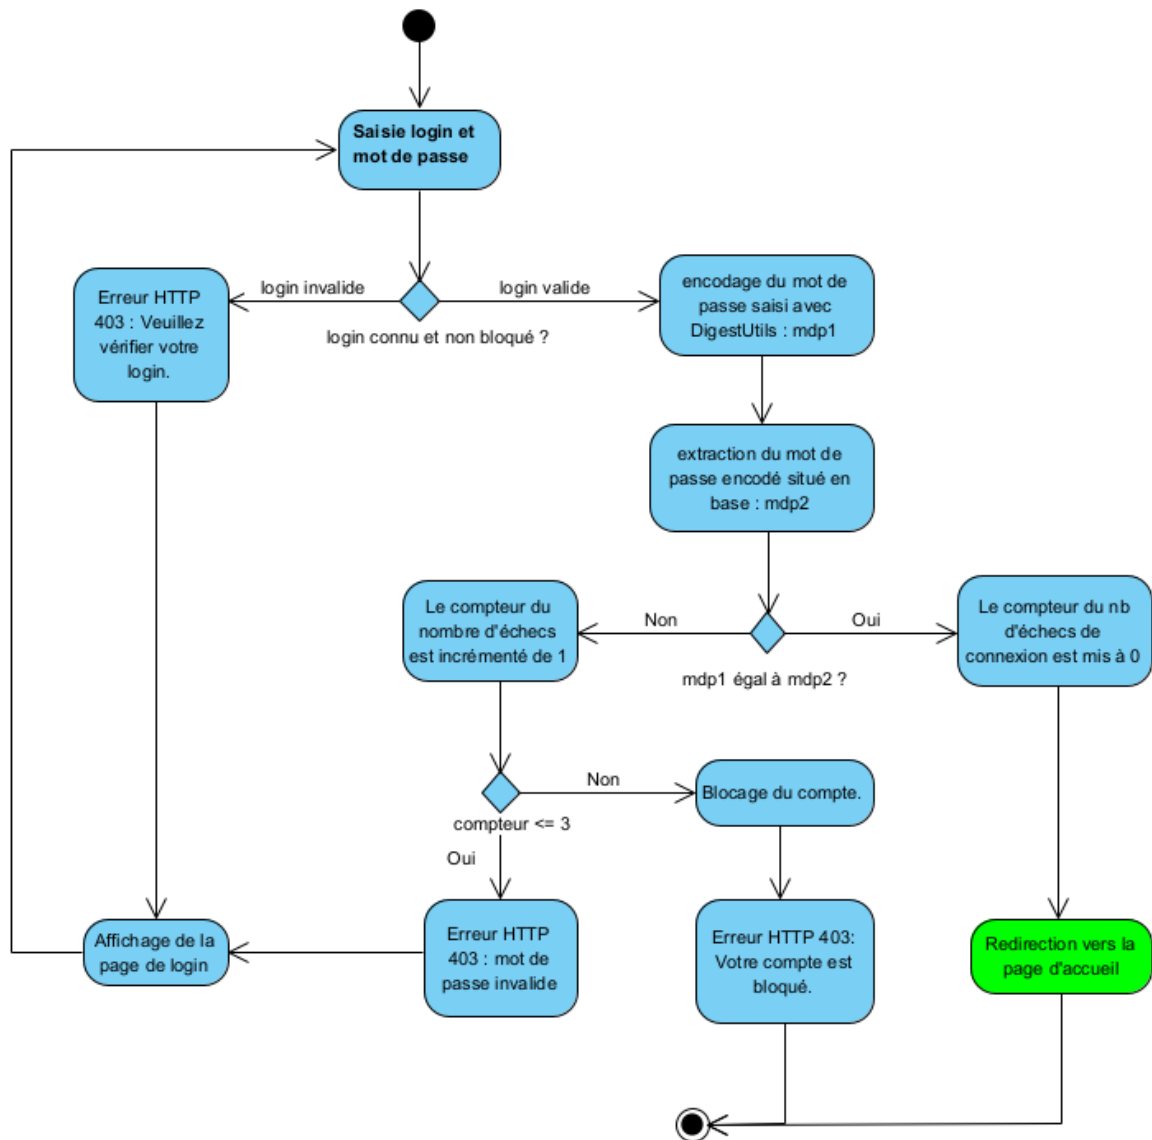 Saisie login et
mot de passe
Erreur HTTP
403 : Veuillez
vérifier votre
login.
login invalide
login valide
login connu et non bloqué ?
encodage du mot de
passe saisi avec
DigestUtils : mdp1
extraction du mot de
passe encodé situé en
base : mdp2
Le compteur du
nombre d'échecs
est incrémenté de 1
Non
Oui
mdp1 égal à mdp2 ?
Le compteur du nb
d'échecs de
connexion est mis à 0
Non
compteur <= 3
Oui
Blocage du compte.
Affichage de la
page de login
Erreur HTTP
403 : mot de
passe invalide
Erreur HTTP 403:
Votre compte est
bloqué.
Redirection vers la
page d'accueil